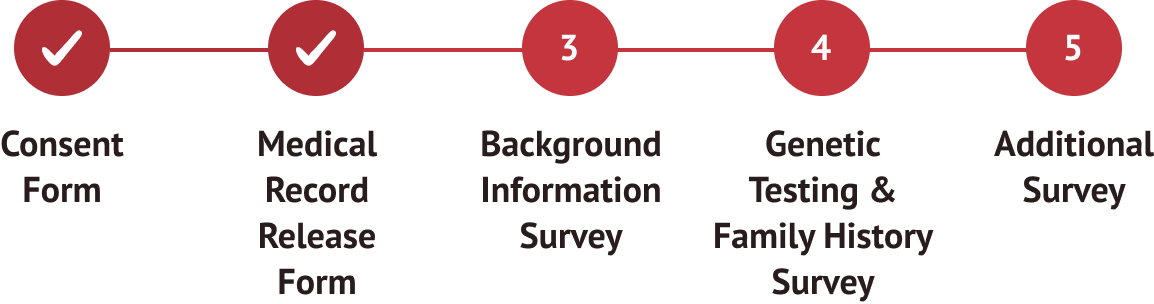 3
4
5
Consent
Form
Medical
Record
Release
Form
Background
Information
Survey
Genetic
Testing &
Family History
Survey
Additional
Survey